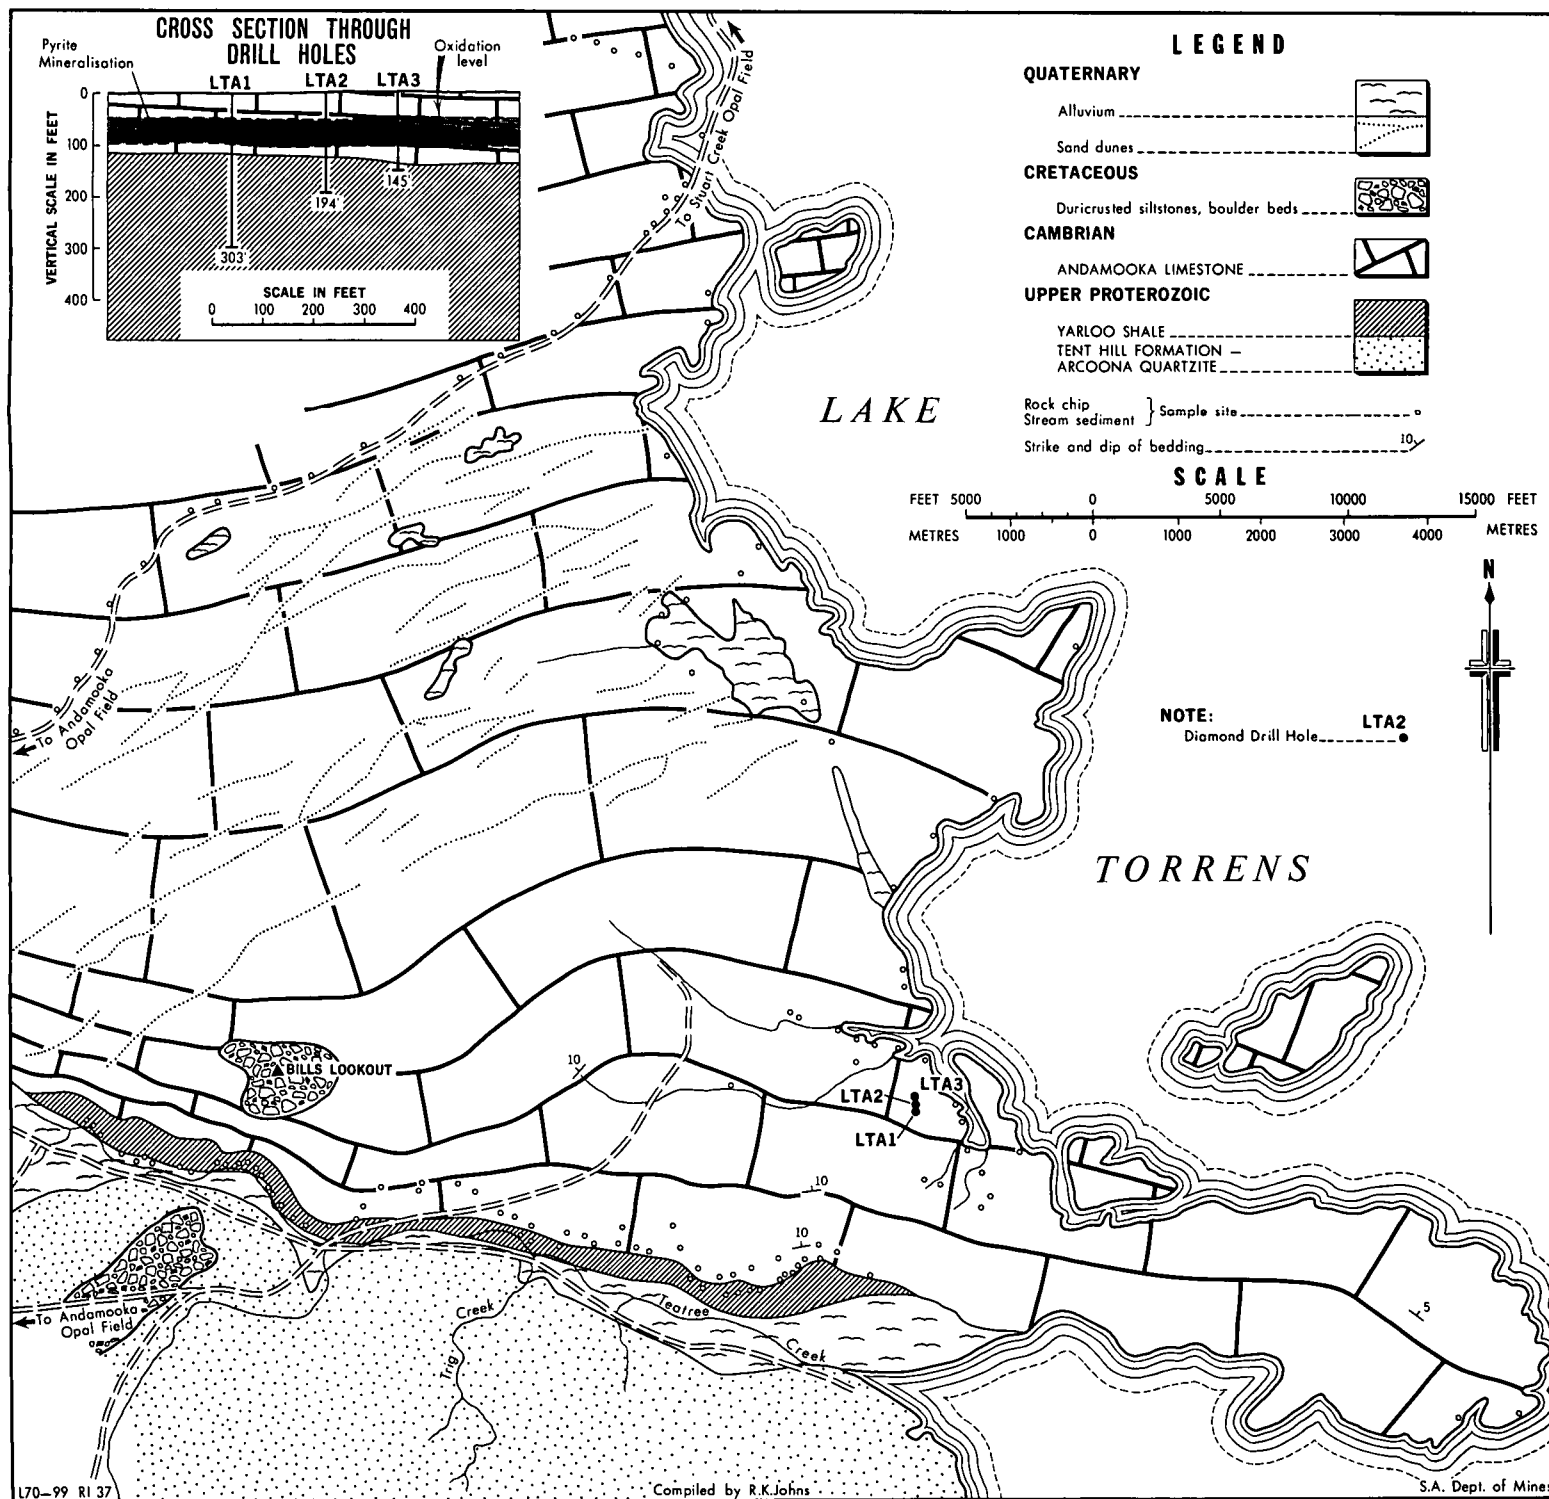 CROSS SECTION THROUGH
DRILL HOLES
Pyrite
Mineralisation
Oxidation
level
LTA1 LTA2 LTA3
VERTICAL SCALE IN FEET
0
100
200
300
400
303'
194'
145'
SCALE IN FEET
0 100 200 300 400
To Stuart Creek Opal Field
LEGEND
QUATERNARY
Alluvium
Sand dunes
CRETACEOUS
Duricrusted siltstones, boulder beds
CAMBRIAN
ANDAMOOKA LIMESTONE
UPPER PROTEROZOIC
YARLOO SHALE
TENT HILL FORMATION –
ARCOONA QUARTZITE
Rock chip
Stream sediment } Sample site
Strike and dip of bedding 10
SCALE
FEET 5000 0 5000 10000 15000 FEET
METRES 1000 0 1000 2000 3000 4000 METRES
N
NOTE: LTA2
Diamond Drill Hole
LAKE
TORRENS
To Andamooka
Opal Field
BILLS LOOKOUT
10
LTA3
LTA2
LTA1
10
10
5
To Andamooka
Opal Field
Trig Creek
Teatree Creek
L70–99 RI 37
Compiled by R.K.Johns
S.A. Dept. of Mines